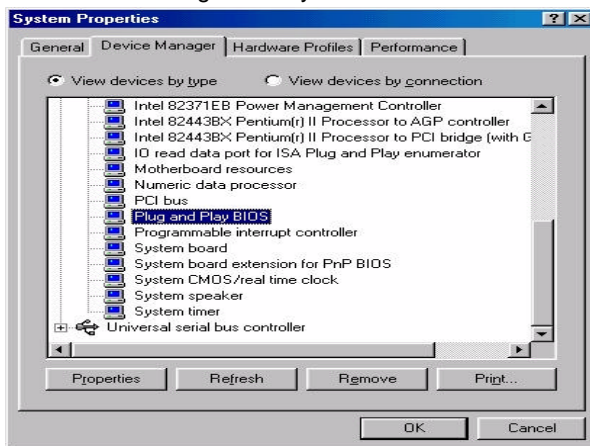 System Properties
General Device Manager Hardware Profiles Performance
View devices by type View devices by connection
Intel 82371EB Power Management Controller
Intel 82443BX Pentium(r) II Processor to AGP controller
Intel 82443BX Pentium(r) II Processor to PCI bridge (with G
IO read data port for ISA Plug and Play enumerator
Motherboard resources
Numeric data processor
PCI bus
Plug and Play BIOS
Programmable interrupt controller
System board
System board extension for PnP BIOS
System CMOS/real time clock
System speaker
System timer
Universal serial bus controller
Properties Refresh Remove Print...
OK Cancel